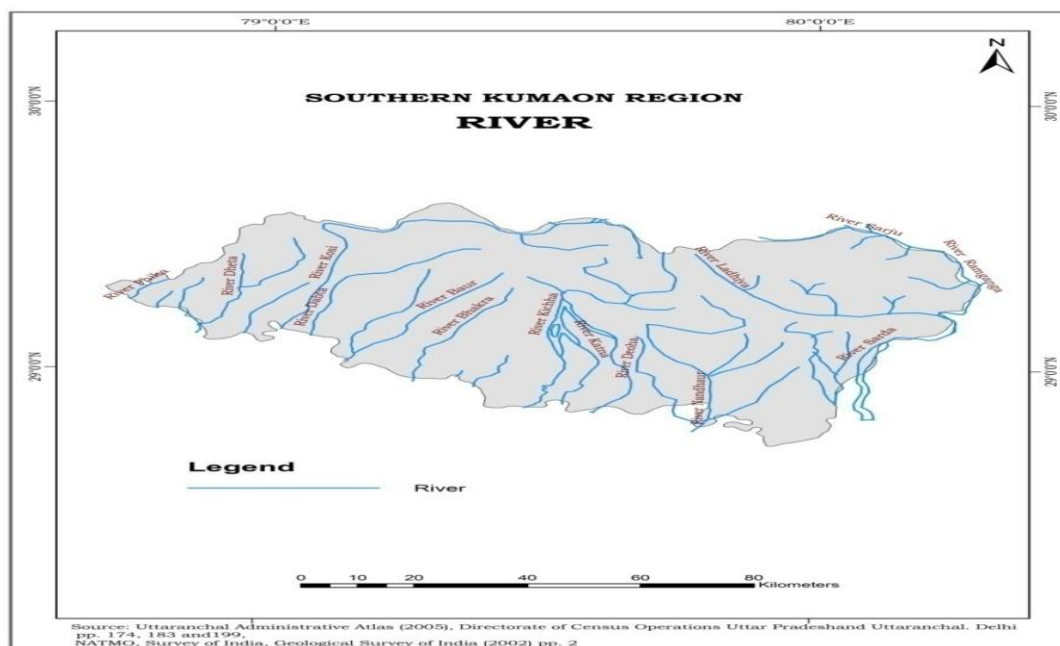 79°0'0"E
80°0'0"E
N
30°0'0"N
30°0'0"N
SOUTHERN KUMAON REGION
RIVER
River Sarju
River Ramganga
River Ladhiya
River Kosi
River Dheta
River Phika
River Dabta
River Baur
River Bhakra
River Kichha
River Katna
River Deoha
River Nandhaur
River Sarda
29°0'0"N
29°0'0"N
Legend
River
0 10 20 40 60 80
Kilometers
Source: Uttaranchal Administrative Atlas (2005), Directorate of Census Operations Uttar Pradeshand Uttaranchal. Delhi
pp. 174, 183 and199,
NATMO, Survey of India, Geological Survey of India (2002) pp. 2